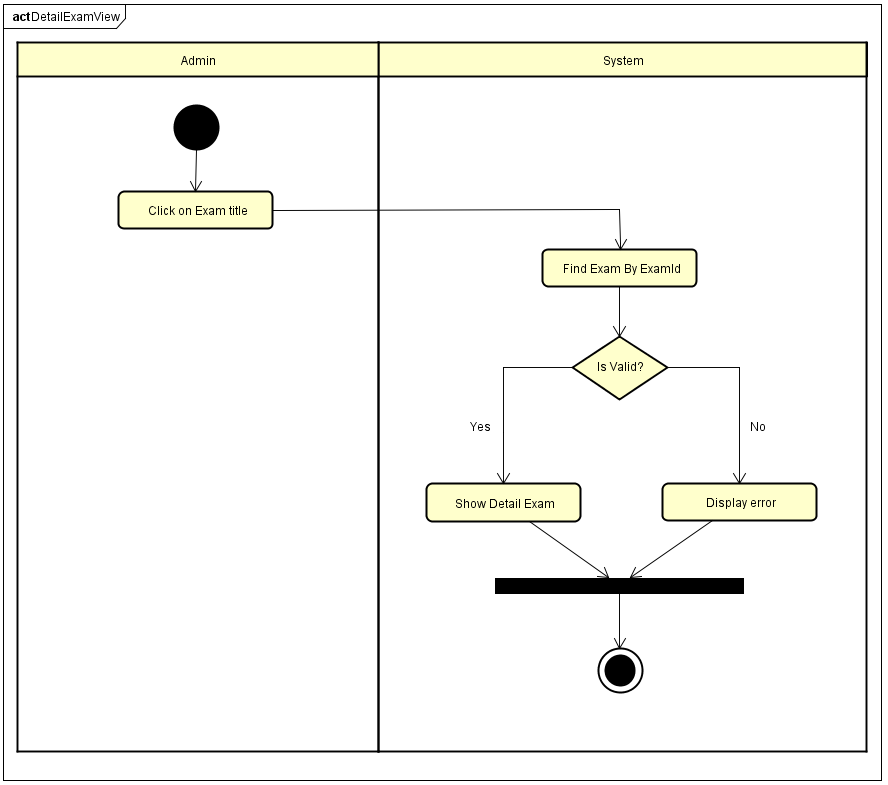 actDetailExamView
Admin
System
Click on Exam title
Find Exam By ExamId
Is Valid?
Yes
No
Show Detail Exam
Display error